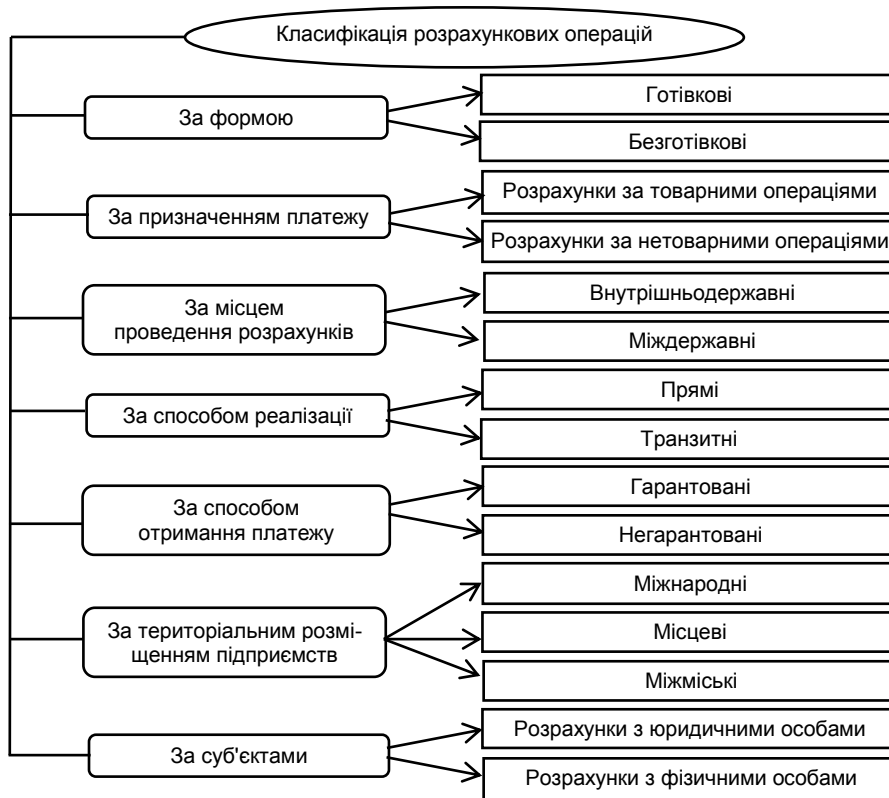 Класифікація розрахункових операцій
За формою
Готівкові
Безготівкові
За призначенням платежу
Розрахунки за товарними операціями
Розрахунки за нетоварними операціями
За місцем
проведення розрахунків
Внутрішньодержавні
Міждержавні
За способом реалізації
Прямі
Транзитні
За способом
отримання платежу
Гарантовані
Негарантовані
За територіальним розмі-
щенням підприємств
Міжнародні
Місцеві
Міжміські
За суб'єктами
Розрахунки з юридичними особами
Розрахунки з фізичними особами